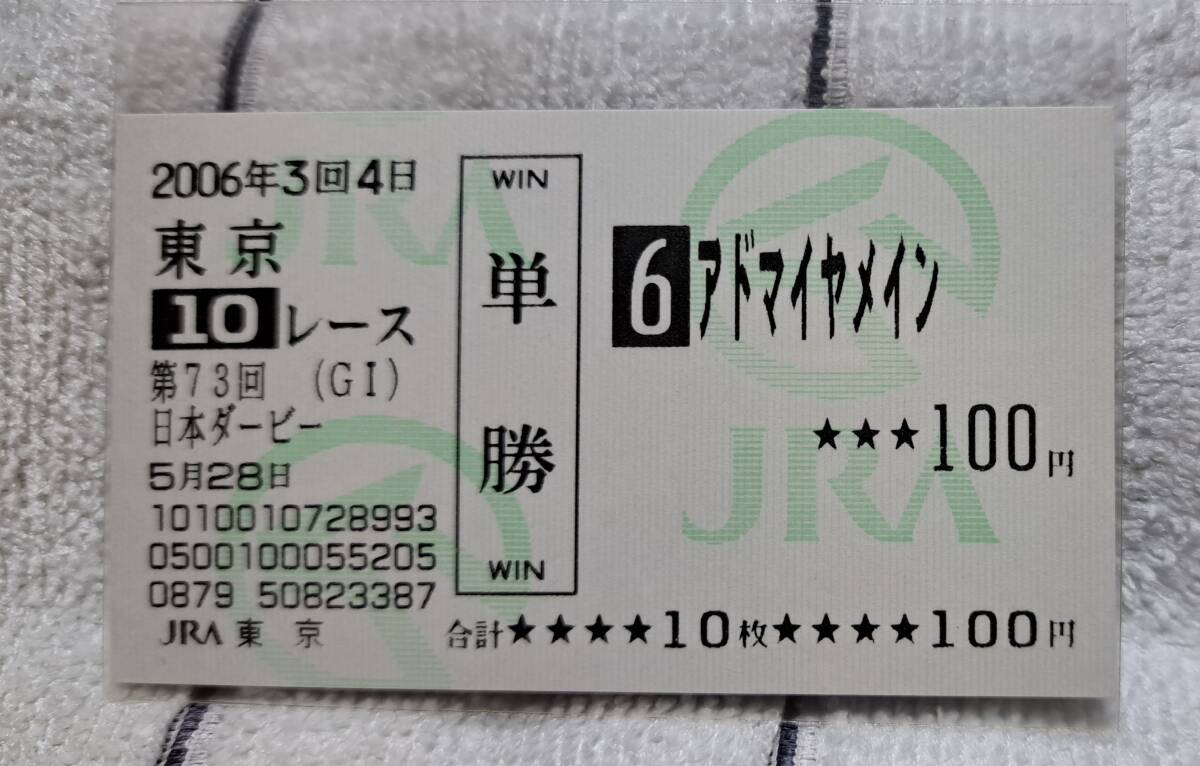 2006年3回4日
東京
10レース
第73回 (GI)
日本ダービー
5月28日
1010010728993
0500100055205
0879 50823387
JRA 東 京
WIN
単
勝
WIN
6 アドマイヤメイン
★★★100円
合計★★★★10枚★★★★100円
JRA
JRA